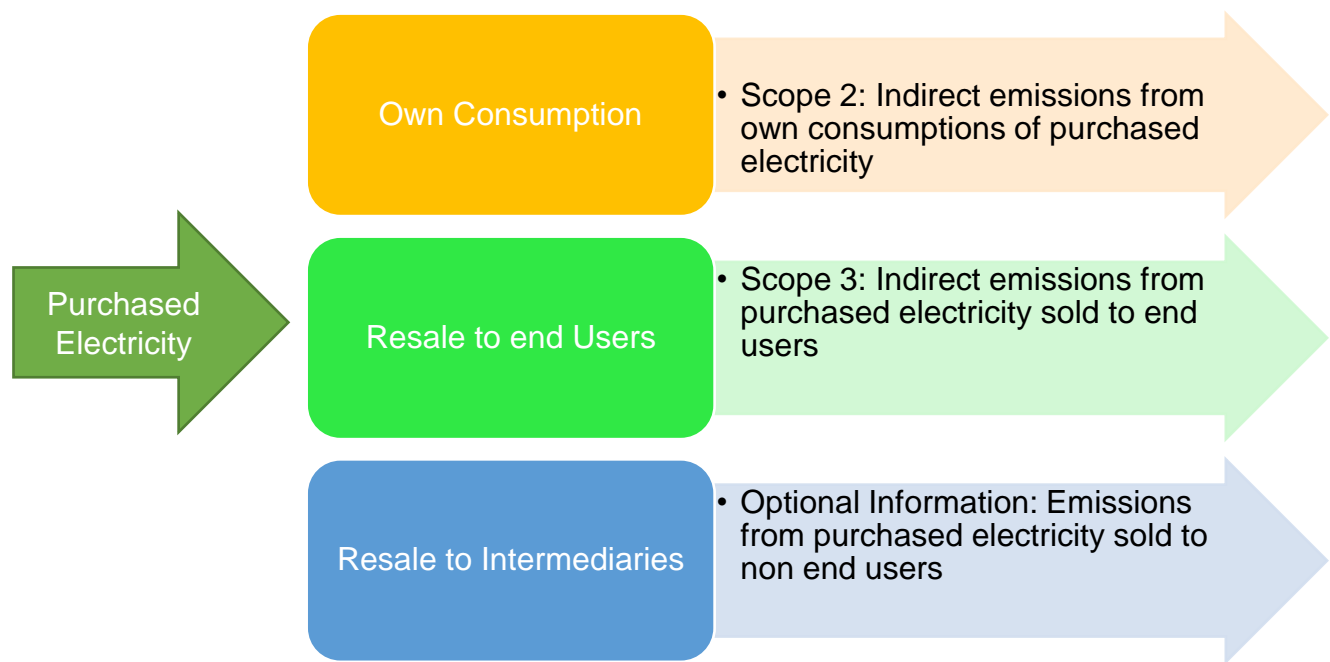 Purchased
Electricity
Own Consumption
• Scope 2: Indirect emissions from
own consumptions of purchased
electricity
Resale to end Users
• Scope 3: Indirect emissions from
purchased electricity sold to end
users
Resale to Intermediaries
• Optional Information: Emissions
from purchased electricity sold to
non end users